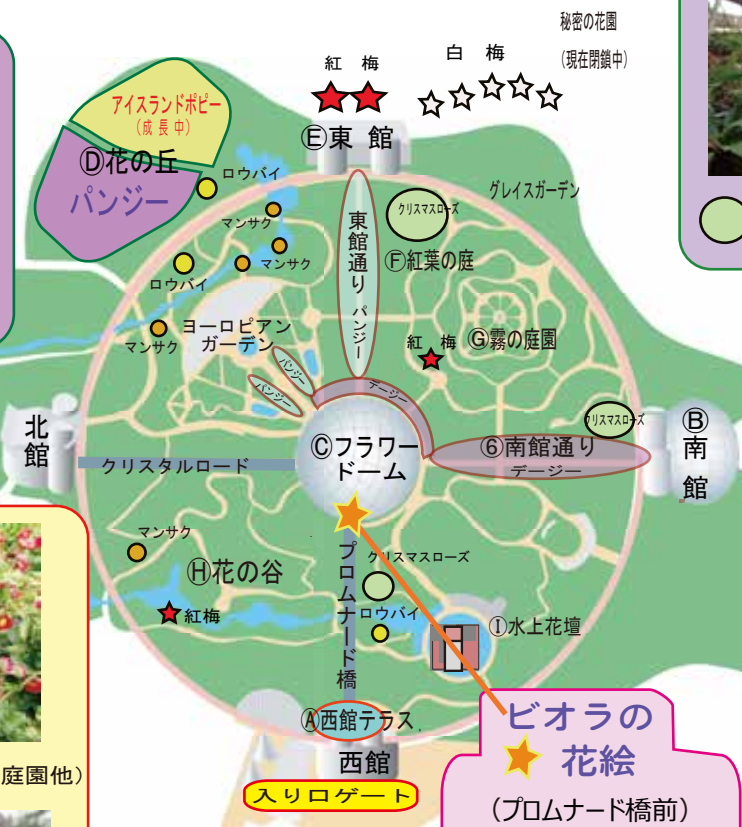 秘密の花園
(現在閉鎖中)
紅 梅
白 梅
アイスランドポピー
(成長中)
Ⓔ東 館
Ⓓ花の丘
パンジー
ロウバイ
マンサク
マンサク
ロウバイ
マンサク
東館通り パンジー
クリスマスローズ
グレイスガーデン
Ⓕ紅葉の庭
ヨーロピアン
ガーデン
パンジー
パンジー
デージー
紅 梅
Ⓖ霧の庭園
クリスマスローズ
Ⓑ南館
北館
クリスタルロード
Ⓒフラワー
ドーム
⑥南館通り
デージー
マンサク
Ⓗ花の谷
紅梅
プロムナード橋
クリスマスローズ
ロウバイ
Ⓘ水上花壇
Ⓐ西館テラス
西館
入り口ゲート
ビオラの
花絵
(プロムナード橋前)
庭園他)